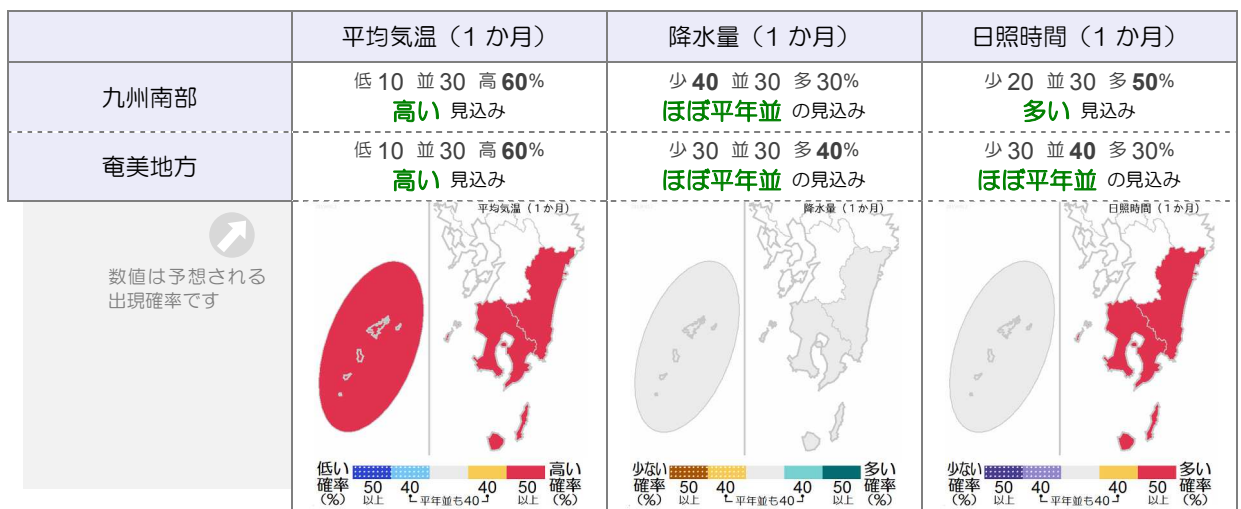 平均気温（1 か月） 降水量（1 か月） 日照時間（1 か月）
九州南部
低 10 並 30 高 60%
高い 見込み
少 40 並 30 多 30%
ほぼ平年並 の見込み
少 20 並 30 多 50%
多い 見込み
奄美地方
低 10 並 30 高 60%
高い 見込み
少 30 並 30 多 40%
ほぼ平年並 の見込み
少 30 並 40 多 30%
ほぼ平年並 の見込み
数値は予想される
出現確率です
平均気温（1か月）
低い 高い
確率 50 40 40 50 確率
(%) 以上 平年並も40 以上 (%)
降水量（1か月）
少ない 多い
確率 50 40 40 50 確率
(%) 以上 平年並も40 以上 (%)
日照時間（1か月）
少ない 多い
確率 50 40 40 50 確率
(%) 以上 平年並も40 以上 (%)